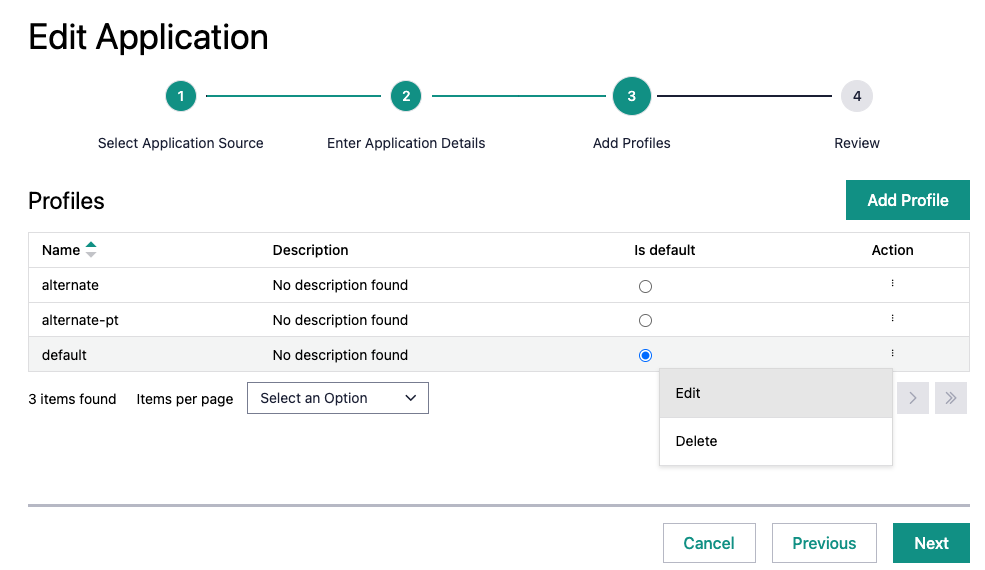 Edit Application
1 2 3 4
Select Application Source Enter Application Details Add Profiles Review
Profiles Add Profile
Name Description Is default Action
alternate No description found
alternate-pt No description found
default No description found
3 items found Items per page Select an Option
Edit
Delete
Cancel Previous Next